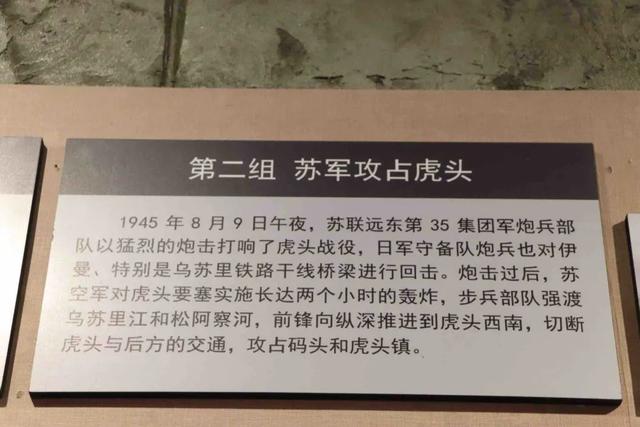 第二组 苏军攻占虎头
1945 年 8 月 9 日午夜，苏联远东第 35 集团军炮兵部
队以猛烈的炮击打响了虎头战役，日军守备队炮兵也对伊
曼、特别是乌苏里铁路干线桥梁进行回击。炮击过后，苏
空军对虎头要塞实施长达两个小时的轰炸，步兵部队强渡
乌苏里江和松阿察河，前锋向纵深推进到虎头西南，切断
虎头与后方的交通，攻占码头和虎头镇。